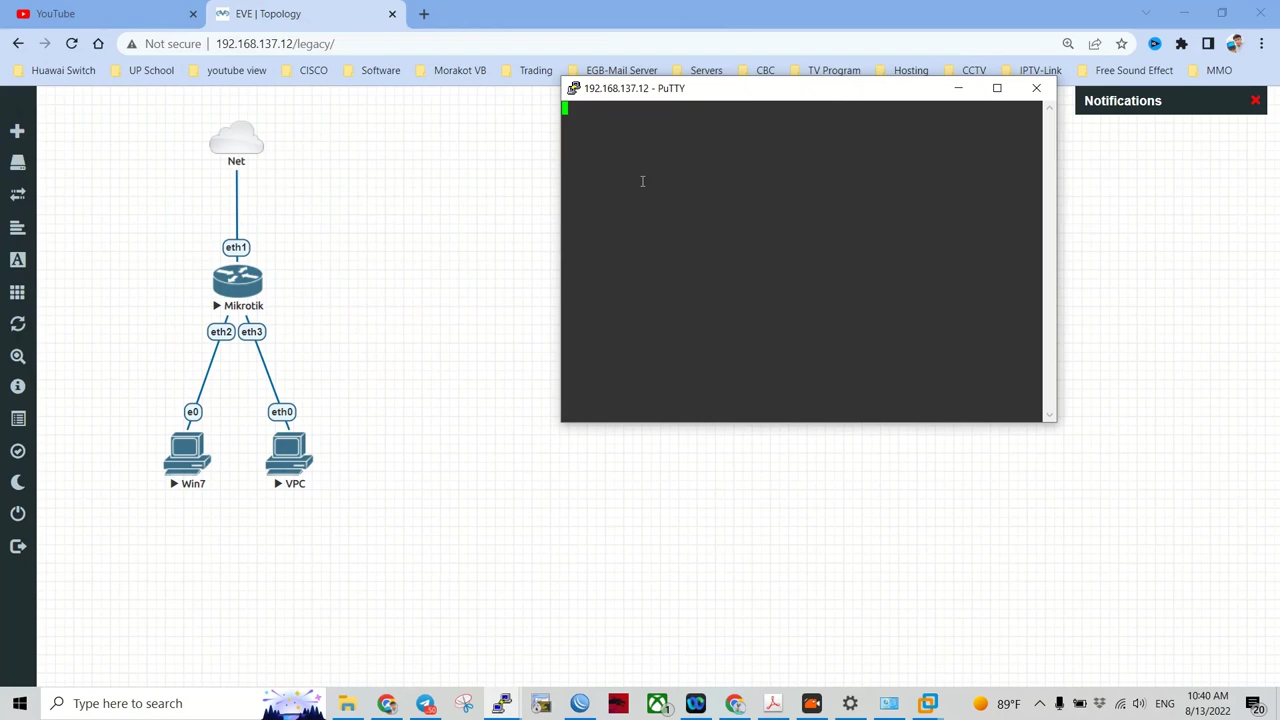 YouTube
EVE | Topology
Not secure
192.168.137.12/legacy/
Huawai Switch
UP School
youtube view
CISCO
Software
Morakot VB
Trading
EGB-Mail Server
Servers
CBC
TV Program
Hosting
CCTV
IPTV-Link
Free Sound Effect
MMO
192.168.137.12 - PuTTY
Notifications
Net
eth1
Mikrotik
eth2
eth3
e0
eth0
Win7
VPC
Type here to search
89°F
ENG
10:40 AM
8/13/2022
20